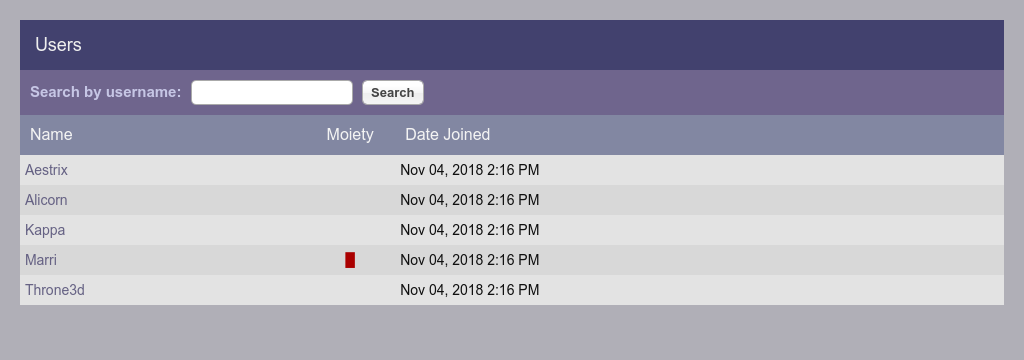 Users
Search by username: Search
Name Moiety Date Joined
Aestrix Nov 04, 2018 2:16 PM
Alicorn Nov 04, 2018 2:16 PM
Kappa Nov 04, 2018 2:16 PM
Marri Nov 04, 2018 2:16 PM
Throne3d Nov 04, 2018 2:16 PM